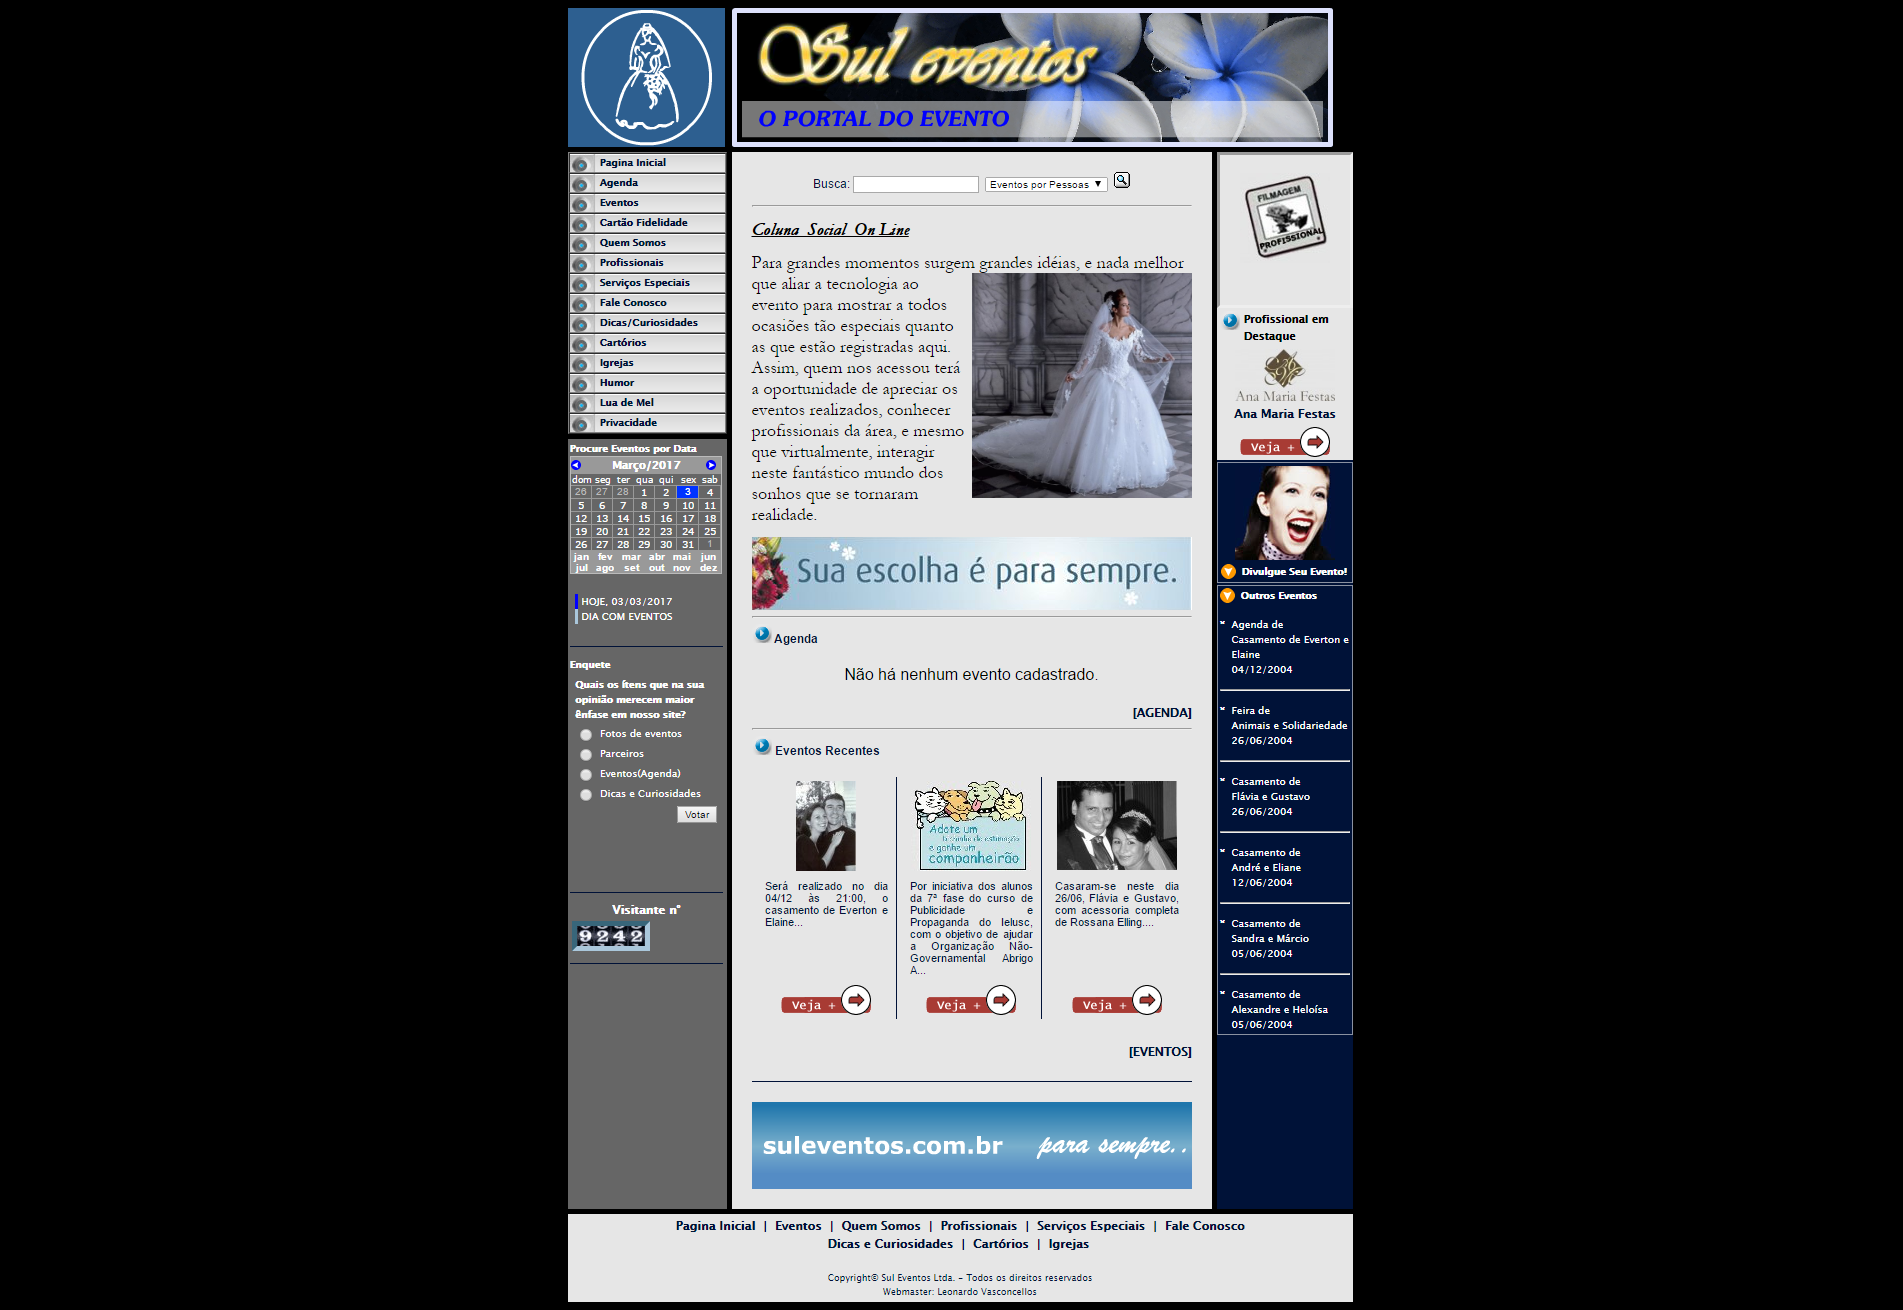 Sul eventos
O PORTAL DO EVENTO
Pagina Inicial
Agenda
Eventos
Cartão Fidelidade
Quem Somos
Profissionais
Serviços Especiais
Fale Conosco
Dicas/Curiosidades
Cartórios
Igrejas
Humor
Lua de Mel
Privacidade
Procure Eventos por Data
Março/2017
dom seg ter qua qui sex sab
26 27 28 1 2 3 4
5 6 7 8 9 10 11
12 13 14 15 16 17 18
19 20 21 22 23 24 25
26 27 28 29 30 31 1
jan fev mar abr mai jun
jul ago set out nov dez
HOJE, 03/03/2017
DIA COM EVENTOS
Enquete
Quais os ítens que na sua
opinião merecem maior
ênfase em nosso site?
Fotos de eventos
Parceiros
Eventos(Agenda)
Dicas e Curiosidades
Votar
Visitante nº
9242
Busca: Eventos por Pessoas
Coluna Social On Line
Para grandes momentos surgem grandes idéias, e nada melhor
que aliar a tecnologia ao
evento para mostrar a todos
ocasiões tão especiais quanto
as que estão registradas aqui.
Assim, quem nos acessou terá
a oportunidade de apreciar os
eventos realizados, conhecer
profissionais da área, e mesmo
que virtualmente, interagir
neste fantástico mundo dos
sonhos que se tornaram
realidade.
Sua escolha é para sempre.
Agenda
Não há nenhum evento cadastrado.
[AGENDA]
Eventos Recentes
Será realizado no dia
04/12 às 21:00, o
casamento de Everton e
Elaine...
Veja +
Adote um
bichinho de estimação
e ganhe um
companheirão
Por iniciativa dos alunos
da 7ª fase do curso de
Publicidade e
Propaganda do Ielusc,
com o objetivo de ajudar
a Organização Não-
Governamental Abrigo
A...
Veja +
Casaram-se neste dia
26/06, Flávia e Gustavo,
com acessoria completa
de Rossana Elling....
Veja +
[EVENTOS]
suleventos.com.br para sempre..
FILMAGEM
PROFISSIONAL
Profissional em
Destaque
Ana Maria Festas
Ana Maria Festas
Veja +
Divulgue Seu Evento!
Outros Eventos
Agenda de
Casamento de Everton e
Elaine
04/12/2004
Feira de
Animais e Solidariedade
26/06/2004
Casamento de
Flávia e Gustavo
26/06/2004
Casamento de
André e Eliane
12/06/2004
Casamento de
Sandra e Márcio
05/06/2004
Casamento de
Alexandre e Heloísa
05/06/2004
Pagina Inicial | Eventos | Quem Somos | Profissionais | Serviços Especiais | Fale Conosco
Dicas e Curiosidades | Cartórios | Igrejas
Copyright© Sul Eventos Ltda. - Todos os direitos reservados
Webmaster: Leonardo Vasconcellos